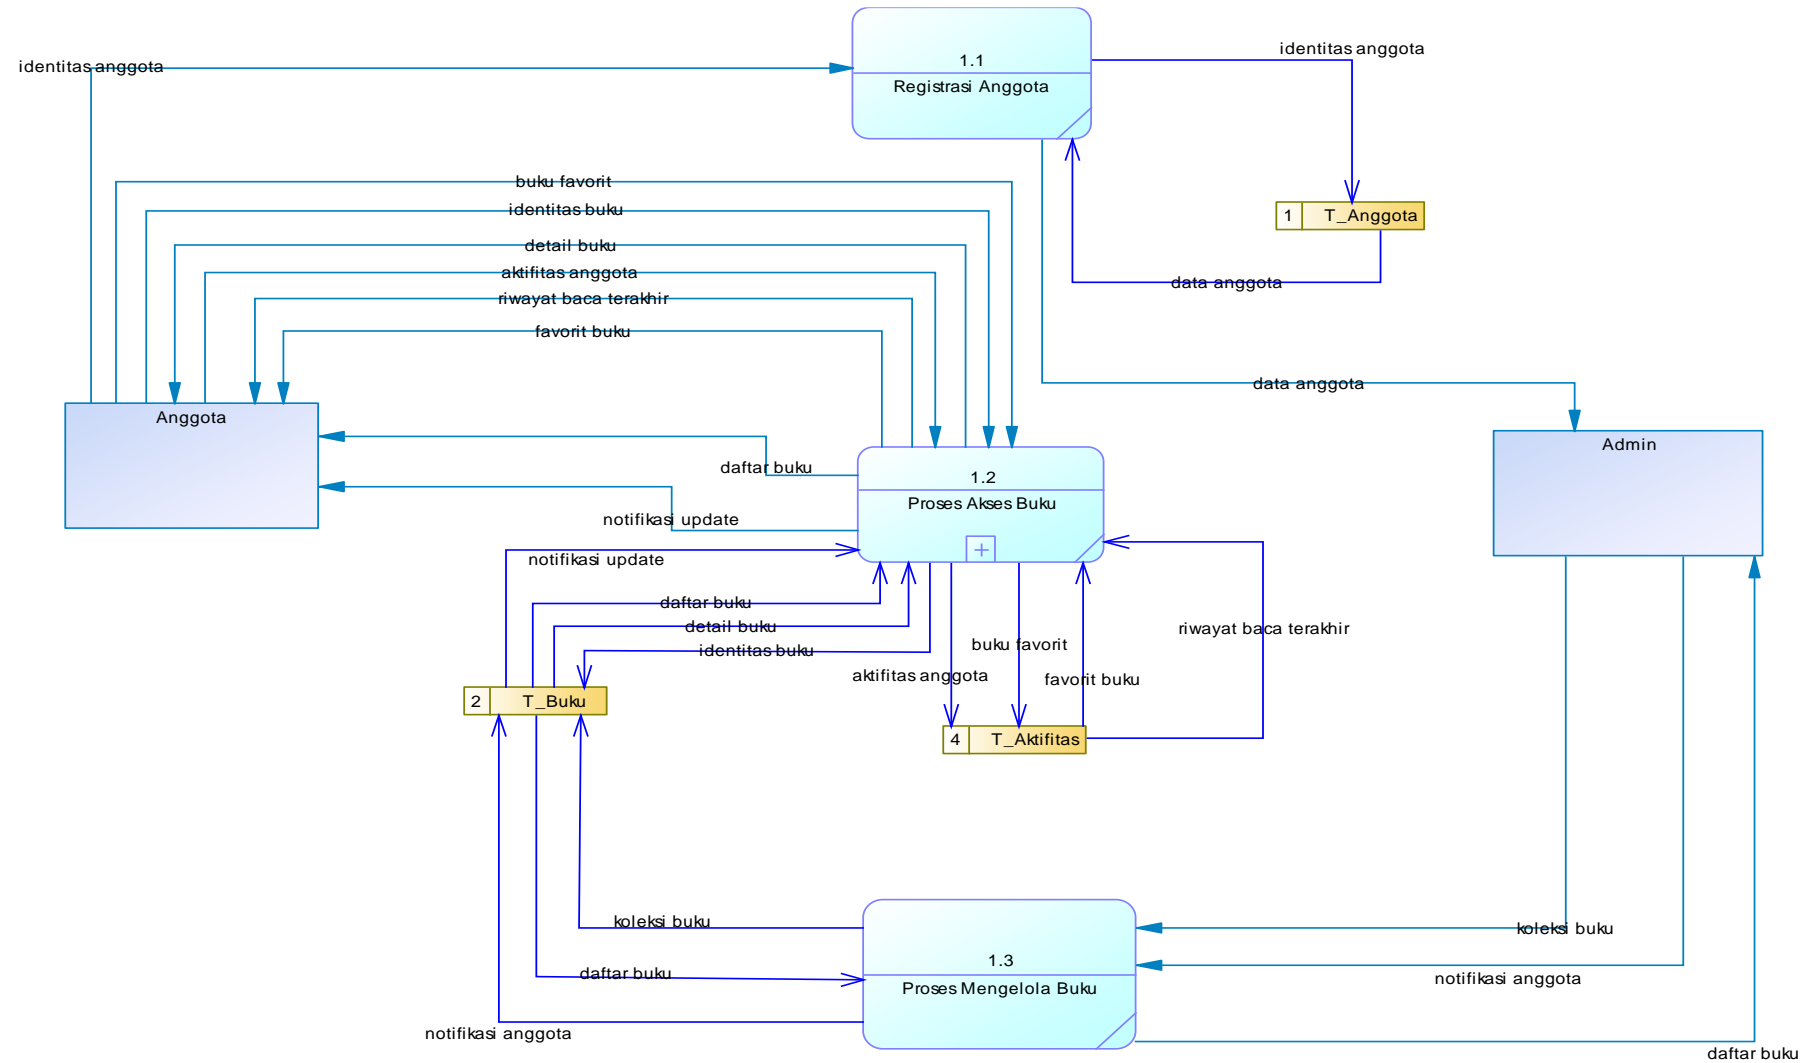 identitas anggota
identitas anggota
1.1
Registrasi Anggota
buku favorit
identitas buku
1
T_Anggota
detail buku
aktifitas anggota
data anggota
riwayat baca terakhir
favorit buku
data anggota
Anggota
Admin
daftar buku
1.2
Proses Akses Buku
notifikasi update
notifikasi update
daftar buku
detail buku
identitas buku
riwayat baca terakhir
buku favorit
aktifitas anggota
favorit buku
2
T_Buku
4
T_Aktifitas
koleksi buku
koleksi buku
1.3
daftar buku
Proses Mengelola Buku
notifikasi anggota
notifikasi anggota
daftar buku